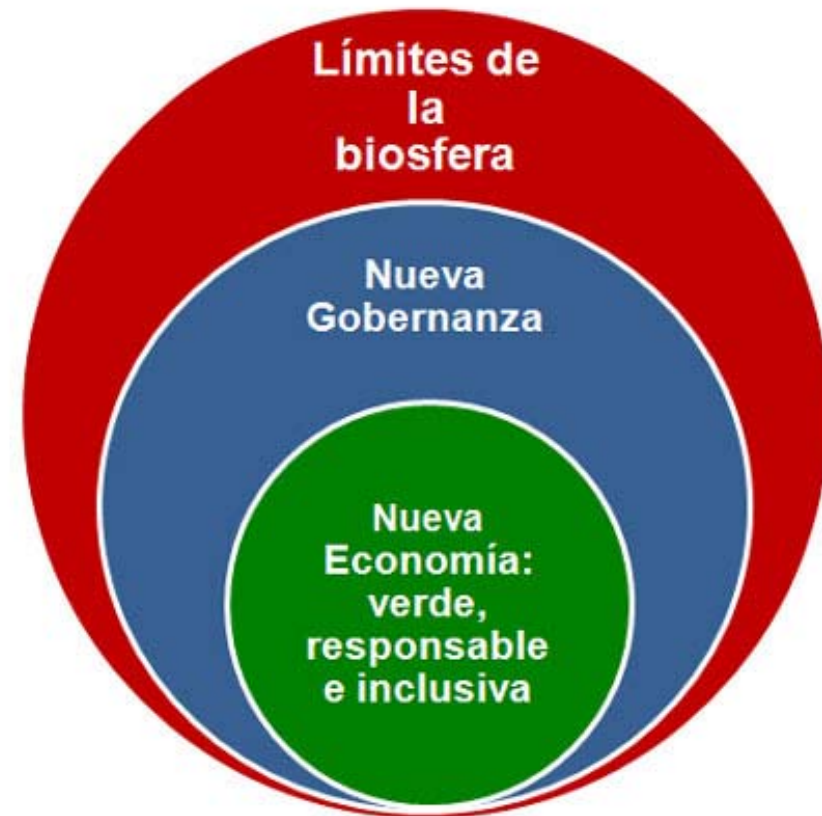 Límites de
la
biosfera
Nueva
Gobernanza
Nueva
Economía:
verde,
responsable
e inclusiva